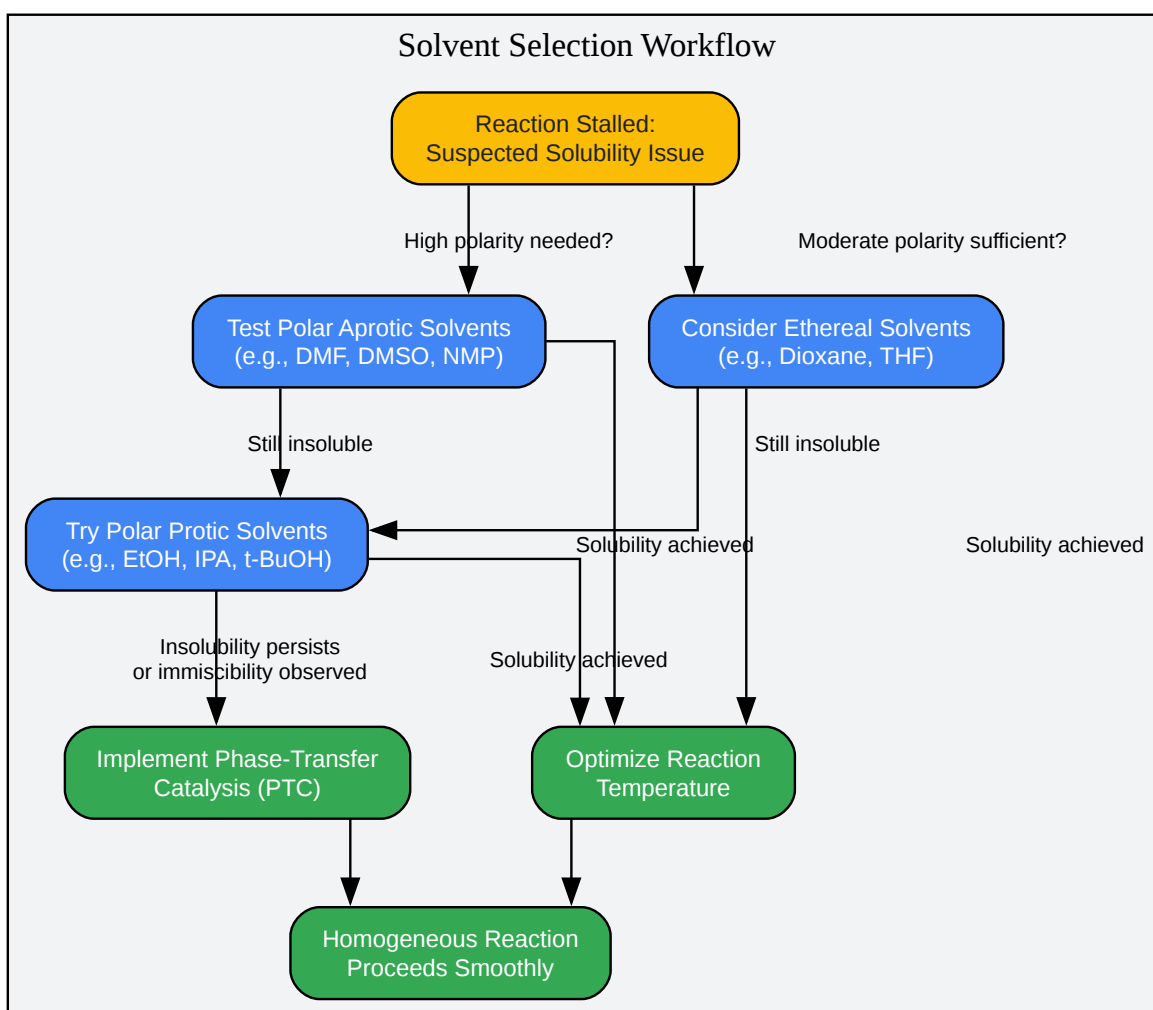 Solvent Selection Workflow
Reaction Stalled:
Suspected Solubility Issue
High polarity needed?
Moderate polarity sufficient?
Test Polar Aprotic Solvents
(e.g., DMF, DMSO, NMP)
Consider Ethereal Solvents
(e.g., Dioxane, THF)
Still insoluble
Still insoluble
Try Polar Protic Solvents
(e.g., EtOH, IPA, t-BuOH)
Solubility achieved
Solubility achieved
Insolubility persists
or immiscibility observed
Solubility achieved
Implement Phase-Transfer
Catalysis (PTC)
Optimize Reaction
Temperature
Homogeneous Reaction
Proceeds Smoothly